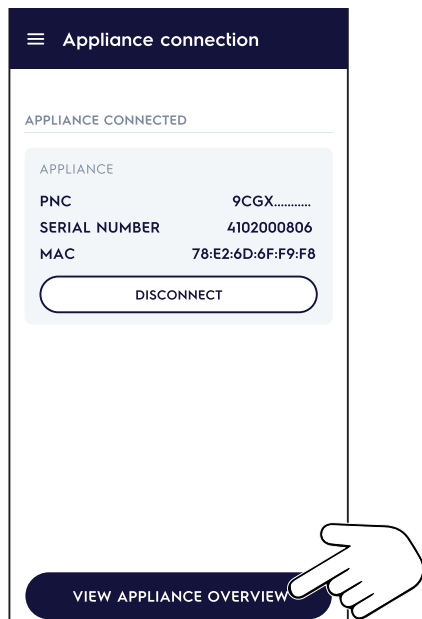 Appliance connection
APPLIANCE CONNECTED
APPLIANCE
PNC 9CGX...........
SERIAL NUMBER 4102000806
MAC 78:E2:6D:6F:F9:F8
DISCONNECT
VIEW APPLIANCE OVERVIEW